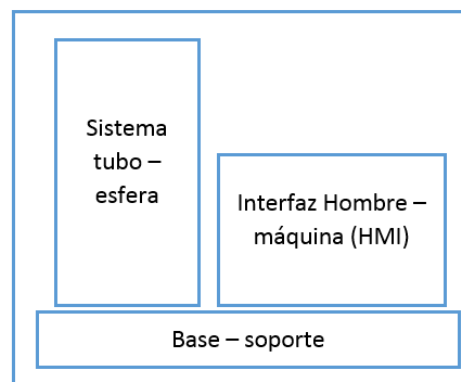 Sistema
tubo –
esfera
Interfaz Hombre –
máquina (HMI)
Base – soporte